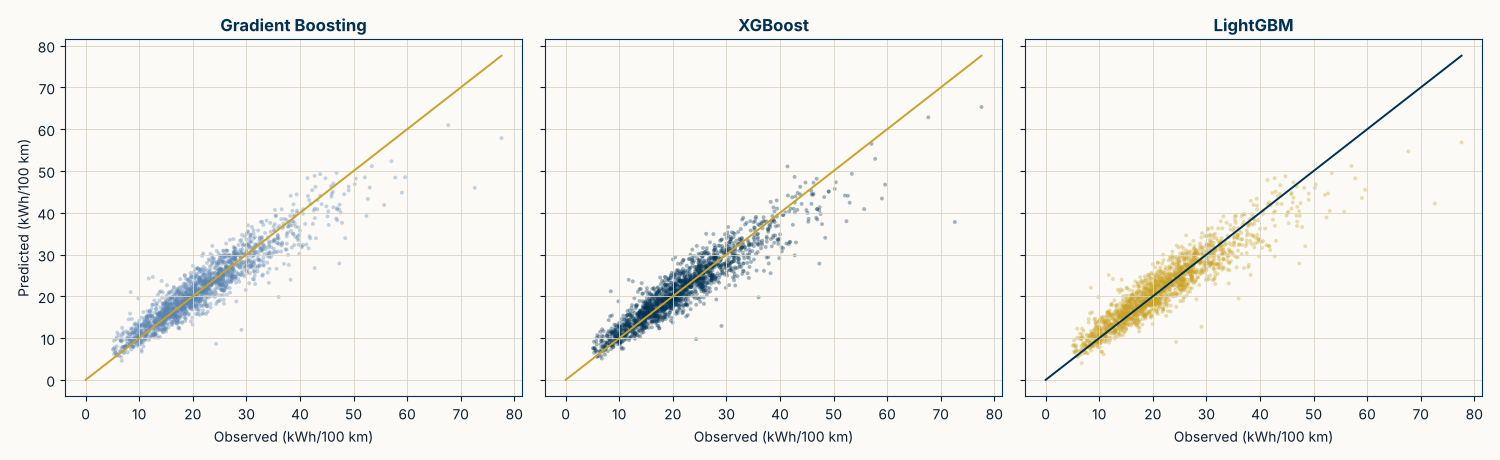 Gradient Boosting
XGBoost
LightGBM
Predicted (kWh/100 km)
80
70
60
50
40
30
20
10
0
0 10 20 30 40 50 60 70 80
0 10 20 30 40 50 60 70 80
0 10 20 30 40 50 60 70 80
Observed (kWh/100 km)
Observed (kWh/100 km)
Observed (kWh/100 km)